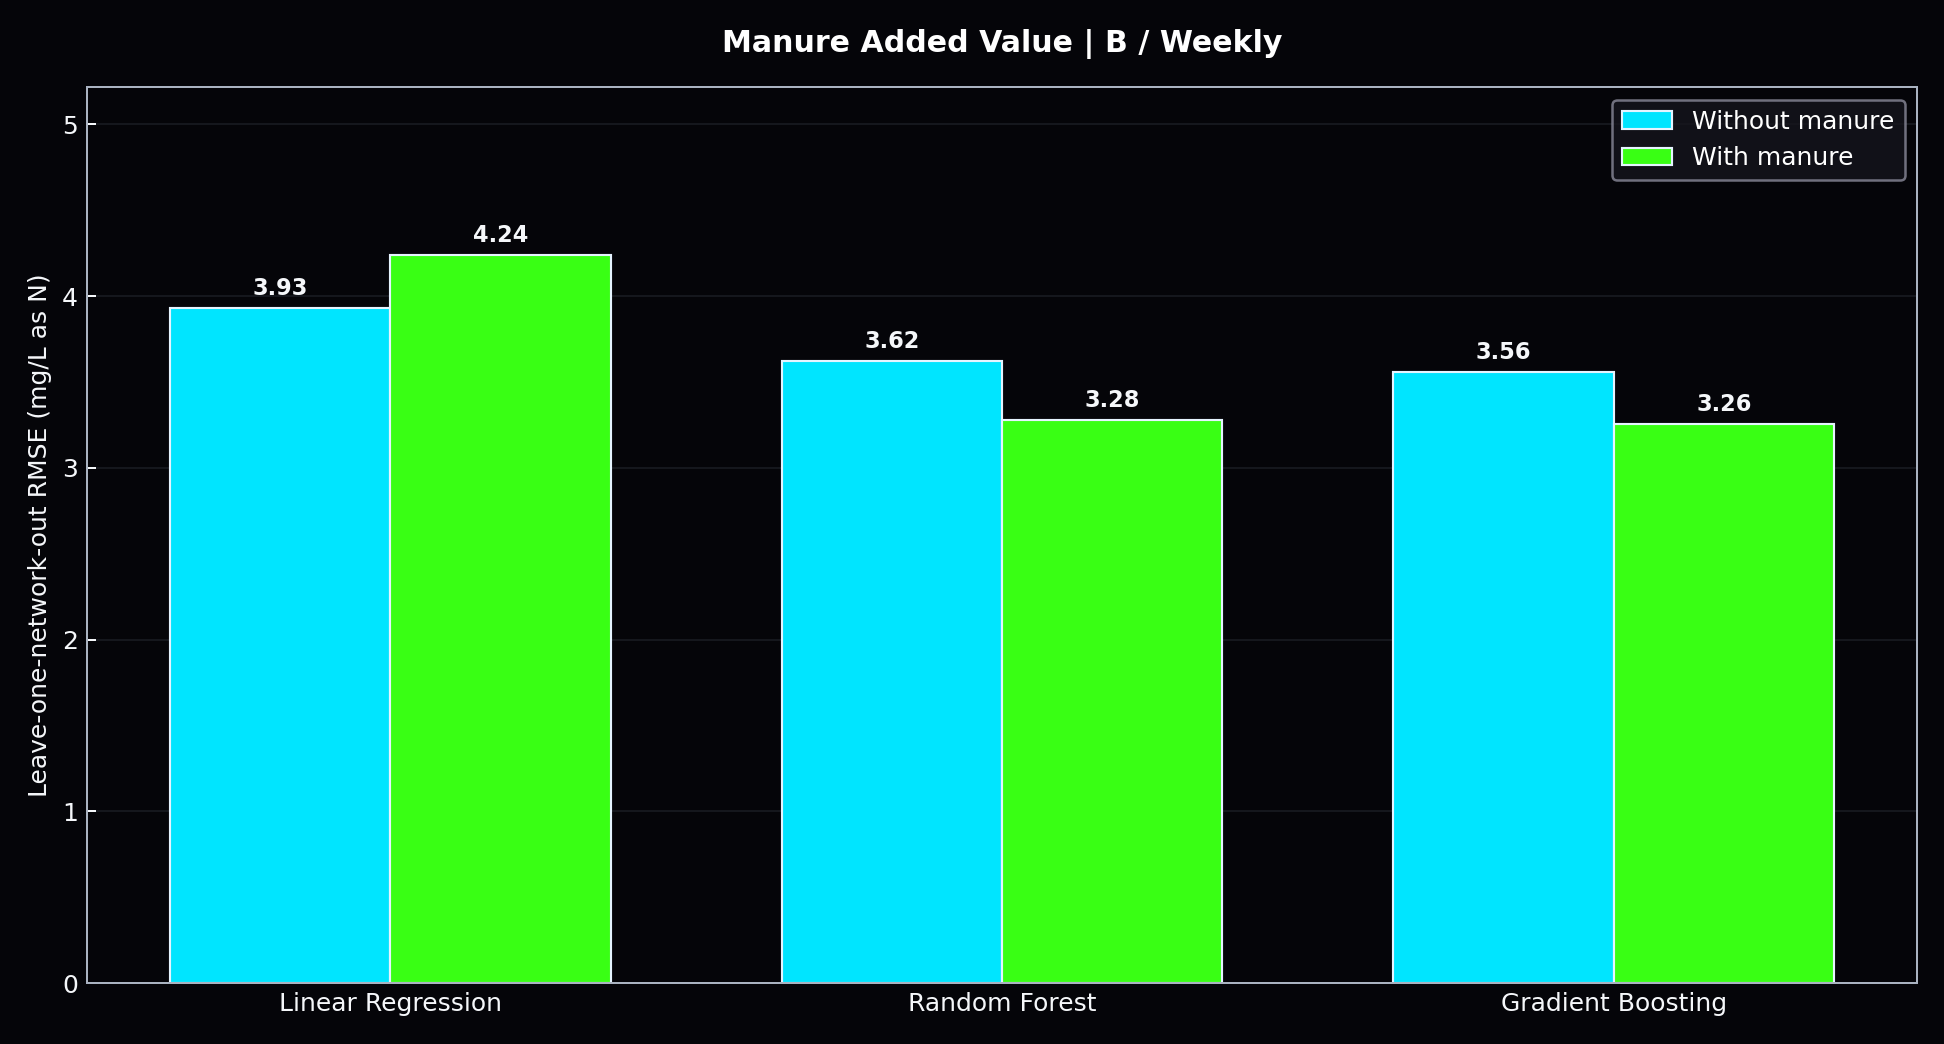 Manure Added Value | B / Weekly
Without manure
With manure
Leave-one-network-out RMSE (mg/L as N)
5
4
3
2
1
0
3.93
4.24
3.62
3.28
3.56
3.26
Linear Regression
Random Forest
Gradient Boosting